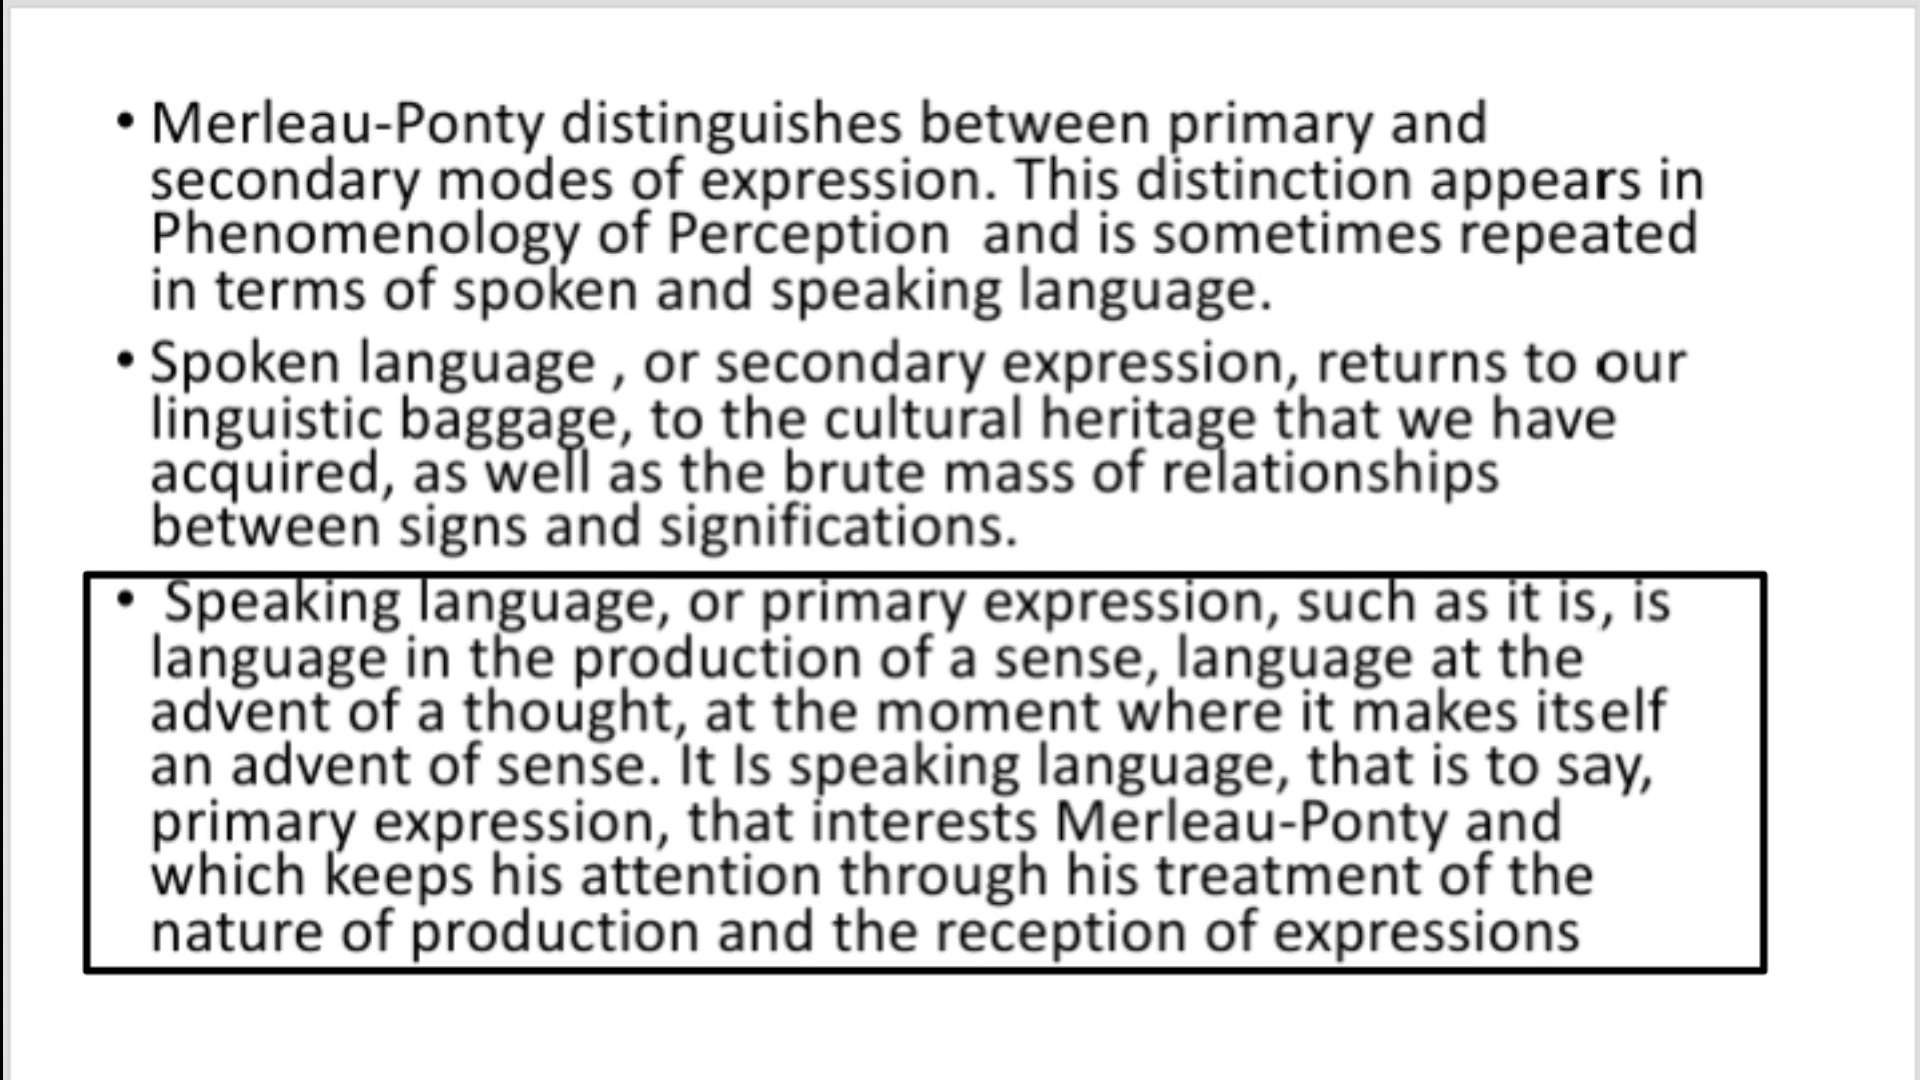 • Merleau-Ponty distinguishes between primary and
secondary modes of expression. This distinction appears in
Phenomenology of Perception  and is sometimes repeated
in terms of spoken and speaking language.
• Spoken language , or secondary expression, returns to our
linguistic baggage, to the cultural heritage that we have
acquired, as well as the brute mass of relationships
between signs and significations.
•  Speaking language, or primary expression, such as it is, is
language in the production of a sense, language at the
advent of a thought, at the moment where it makes itself
an advent of sense. It Is speaking language, that is to say,
primary expression, that interests Merleau-Ponty and
which keeps his attention through his treatment of the
nature of production and the reception of expressions